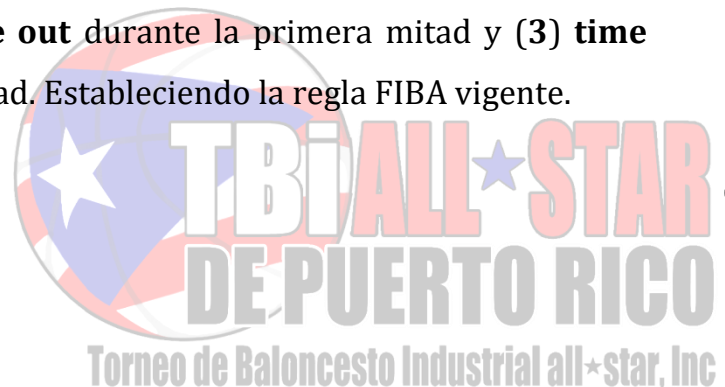 e out durante la primera mitad y (3) time
ad. Estableciendo la regla FIBA vigente.
TBi ALL★STAR
DE PUERTO RICO
Torneo de Baloncesto Industrial all★star, Inc